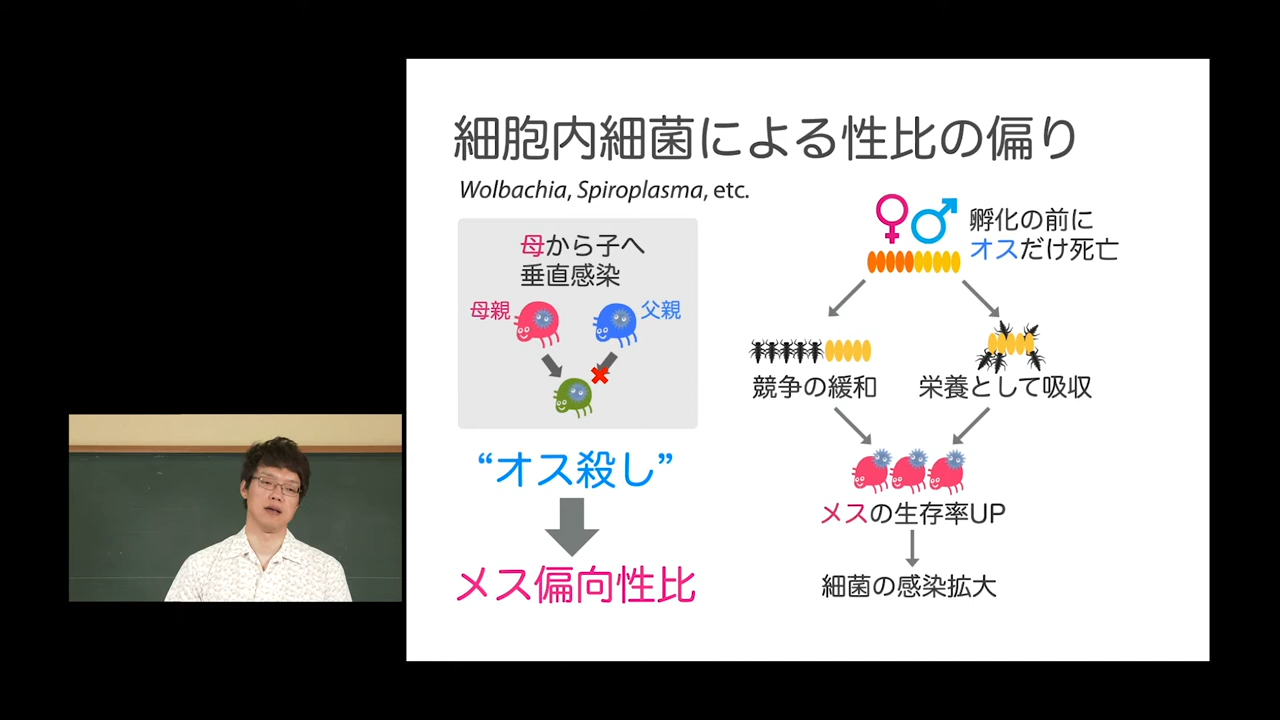 細胞内細菌による性比の偏り
Wolbachia, Spiroplasma, etc.
母から子へ
垂直感染
母親
父親
“オス殺し”
メス偏向性比
孵化の前に
オスだけ死亡
競争の緩和
栄養として吸収
メスの生存率UP
細菌の感染拡大